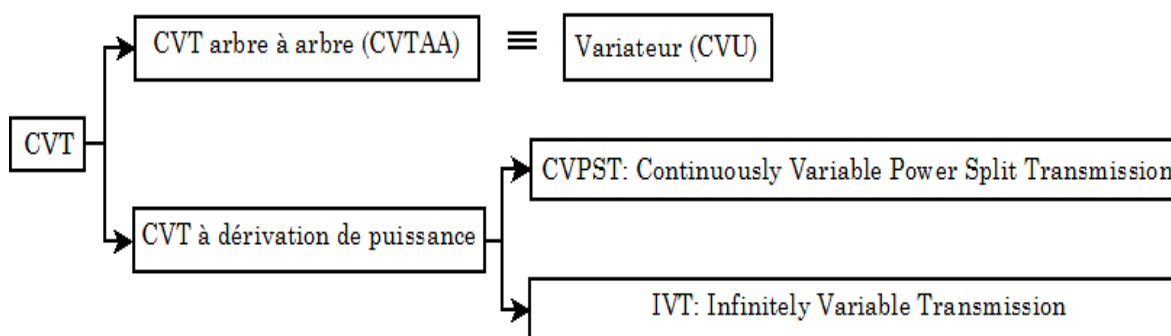 CVT arbre à arbre (CVTAA) ≡ Variateur (CVU)
CVT
CVPST: Continuously Variable Power Split Transmission
CVT à dérivation de puissance
IVT: Infinitely Variable Transmission